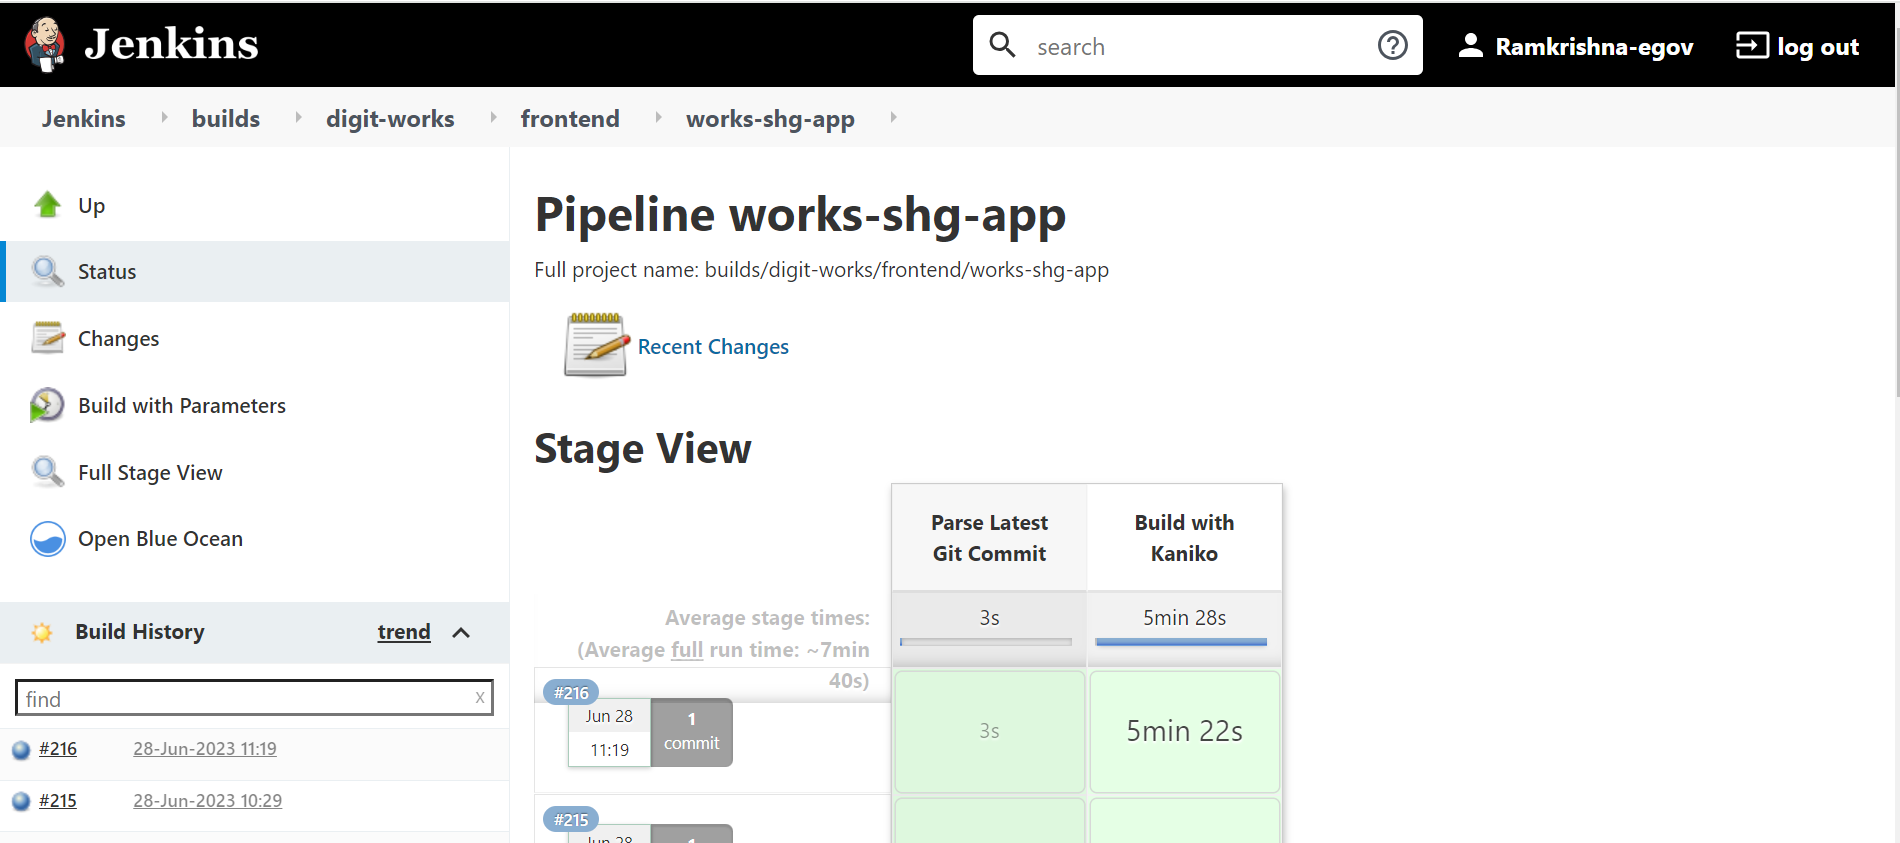 Jenkins
search
Ramkrishna-egov
log out
Jenkins
builds
digit-works
frontend
works-shg-app
Up
Status
Changes
Build with Parameters
Full Stage View
Open Blue Ocean
Build History
trend
find
x
#216
28-Jun-2023 11:19
#215
28-Jun-2023 10:29
Pipeline works-shg-app
Full project name: builds/digit-works/frontend/works-shg-app
Recent Changes
Stage View
Parse Latest
Git Commit
Build with
Kaniko
Average stage times:
(Average full run time: ~7min
40s)
3s
5min 28s
#216
Jun 28
11:19
1
commit
3s
5min 22s
#215
Jun 28
1